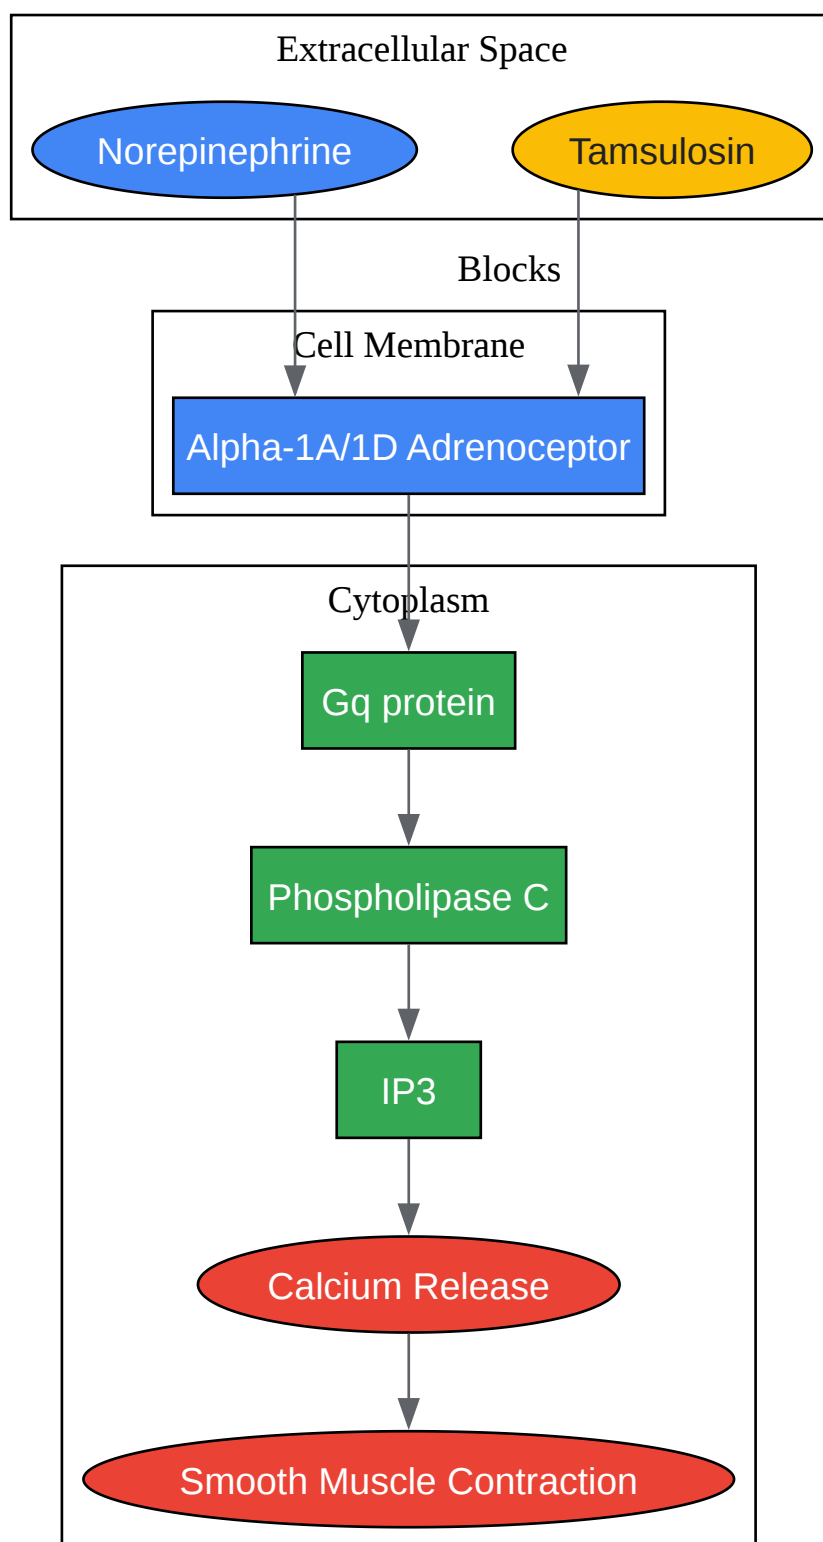 Extracellular Space
Norepinephrine
Tamsulosin
Blocks
Cell Membrane
Alpha-1A/1D Adrenoceptor
Cytoplasm
Gq protein
Phospholipase C
IP3
Calcium Release
Smooth Muscle Contraction